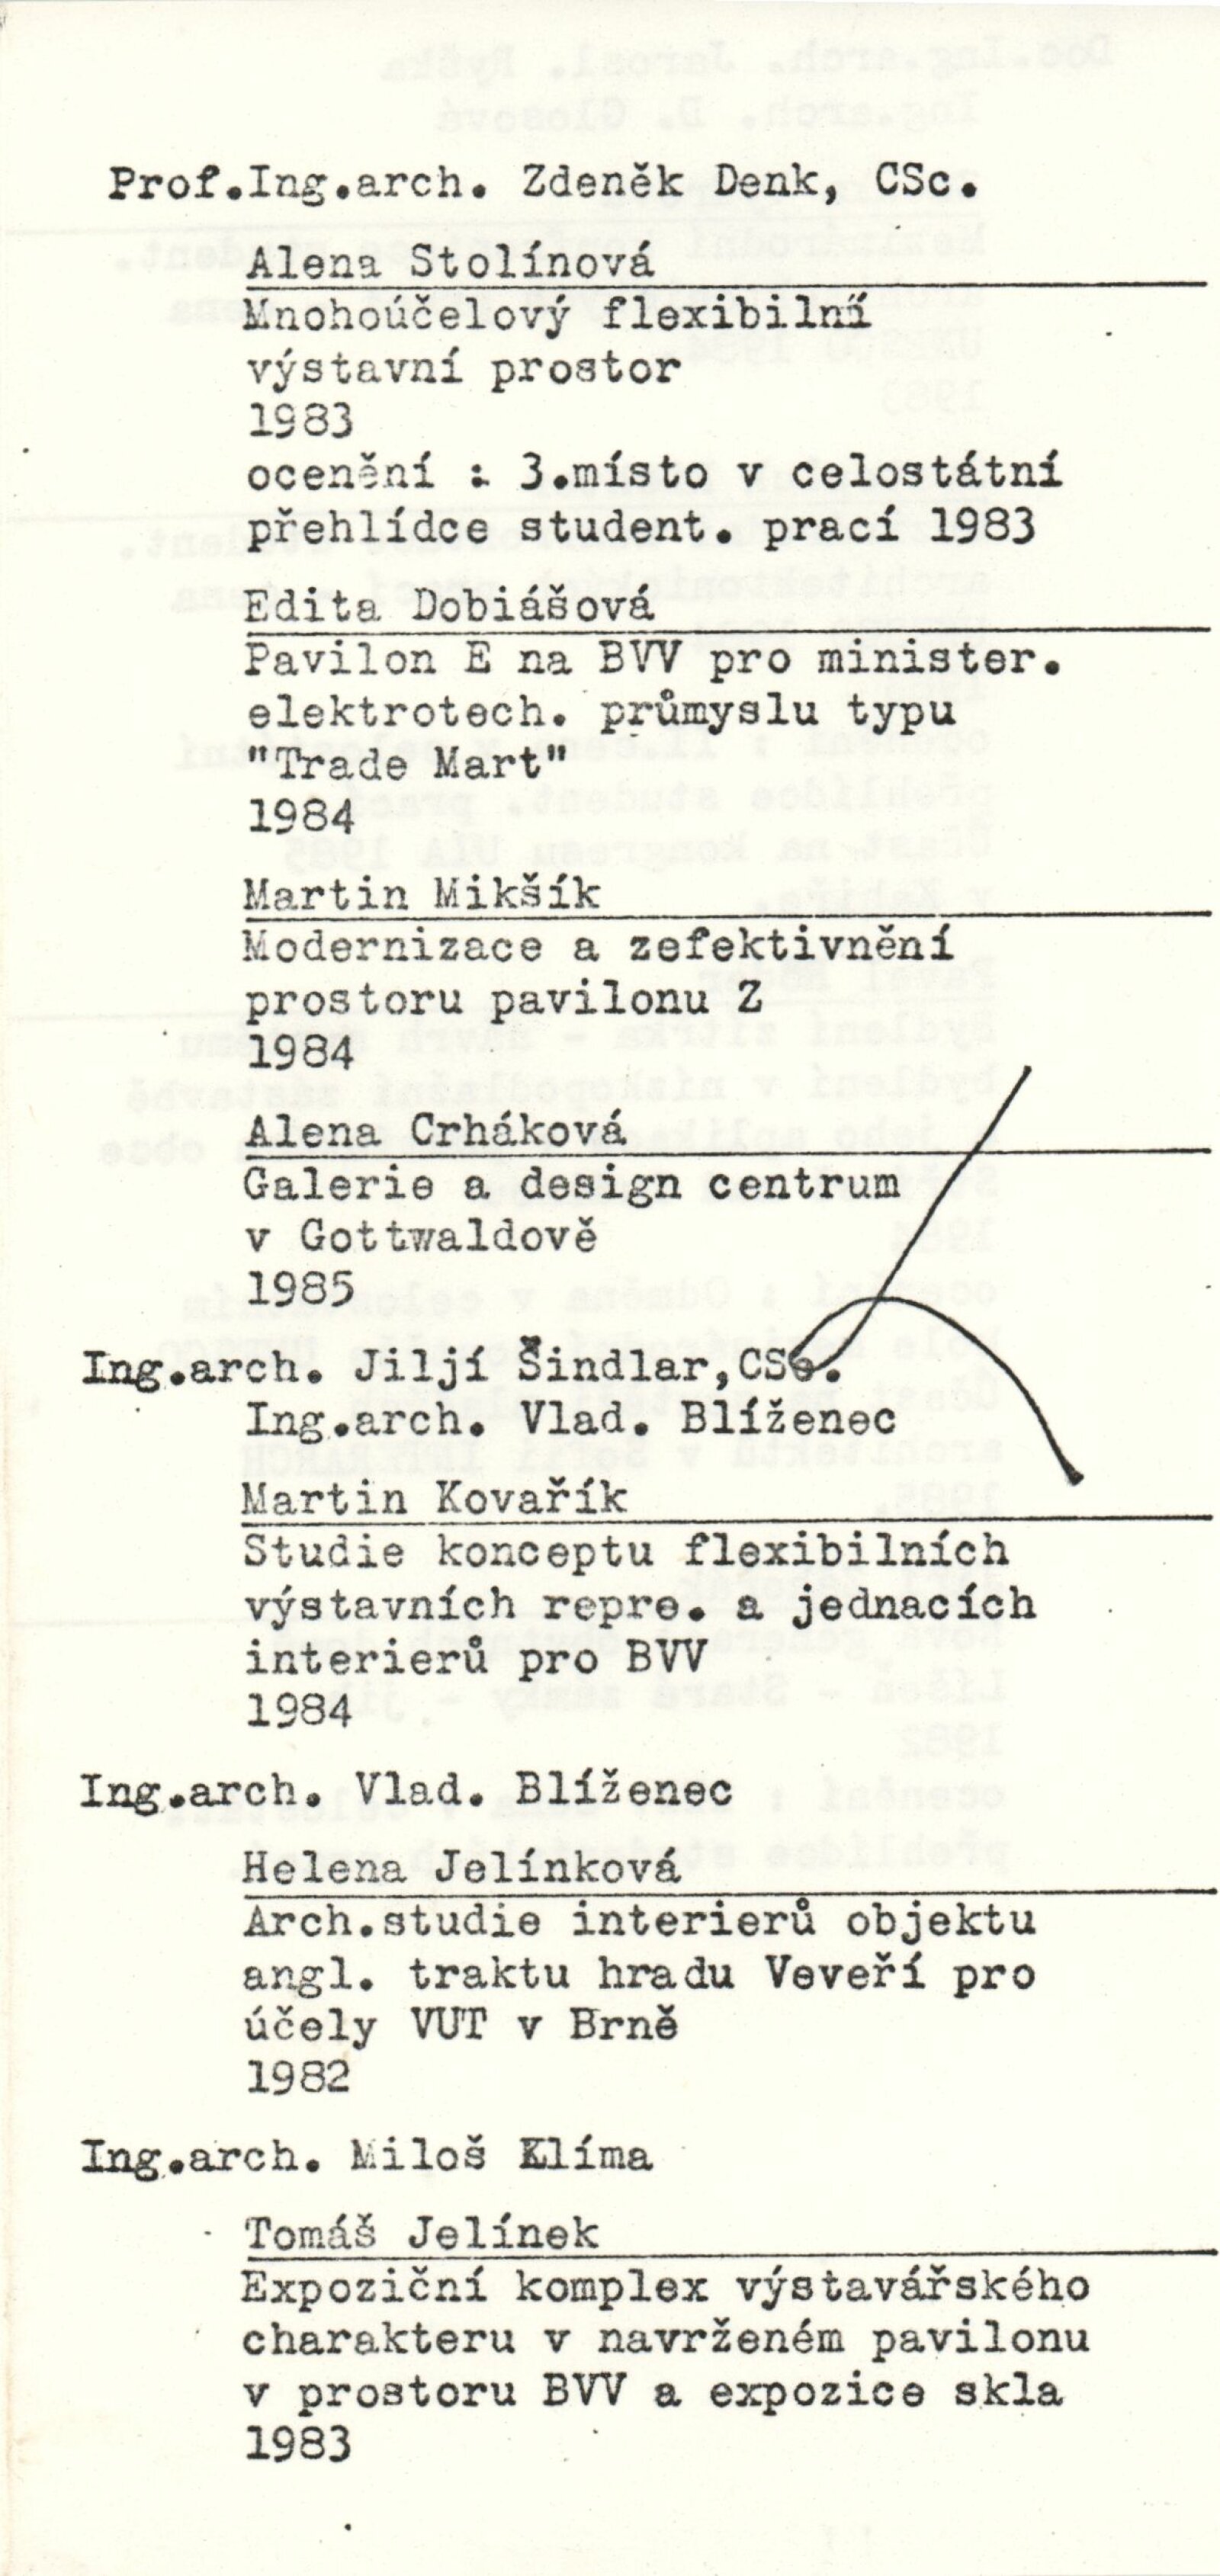 Prof.Ing.arch. Zdeněk Denk, CSc.
Alena Stolínová
Mnohoúčelový flexibilní
výstavní prostor
1983
ocenění : 3.místo v celostátní
přehlídce student. prací 1983
Edita Dobiášová
Pavilon E na BVV pro minister.
elektrotech. průmyslu typu
"Trade Mart"
1984
Martin Mikšík
Modernizace a zefektivnění
prostoru pavilonu Z
1984
Alena Crháková
Galerie a design centrum
v Gottwaldově
1985
Ing.arch. Jiljí Šindlar,CSc.
Ing.arch. Vlad. Blíženec
Martin Kovařík
Studie konceptu flexibilních
výstavních repre. a jednacích
interierů pro BVV
1984
Ing.arch. Vlad. Blíženec
Helena Jelínková
Arch.studie interierů objektu
angl. traktu hradu Veveří pro
účely VUT v Brně
1982
Ing.arch. Miloš Klíma
Tomáš Jelínek
Expoziční komplex výstavářského
charakteru v navrženém pavilonu
v prostoru BVV a expozice skla
1983